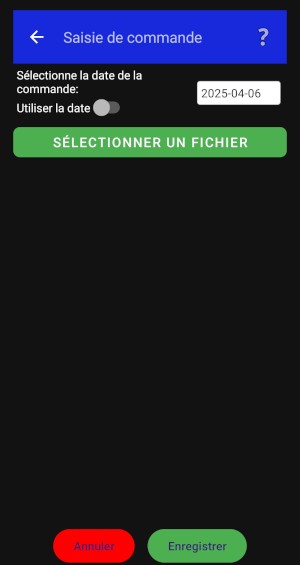 Saisie de commande ?
Sélectionne la date de la
commande:
2025-04-06
Utiliser la date
SÉLECTIONNER UN FICHIER
Annuler
Enregistrer